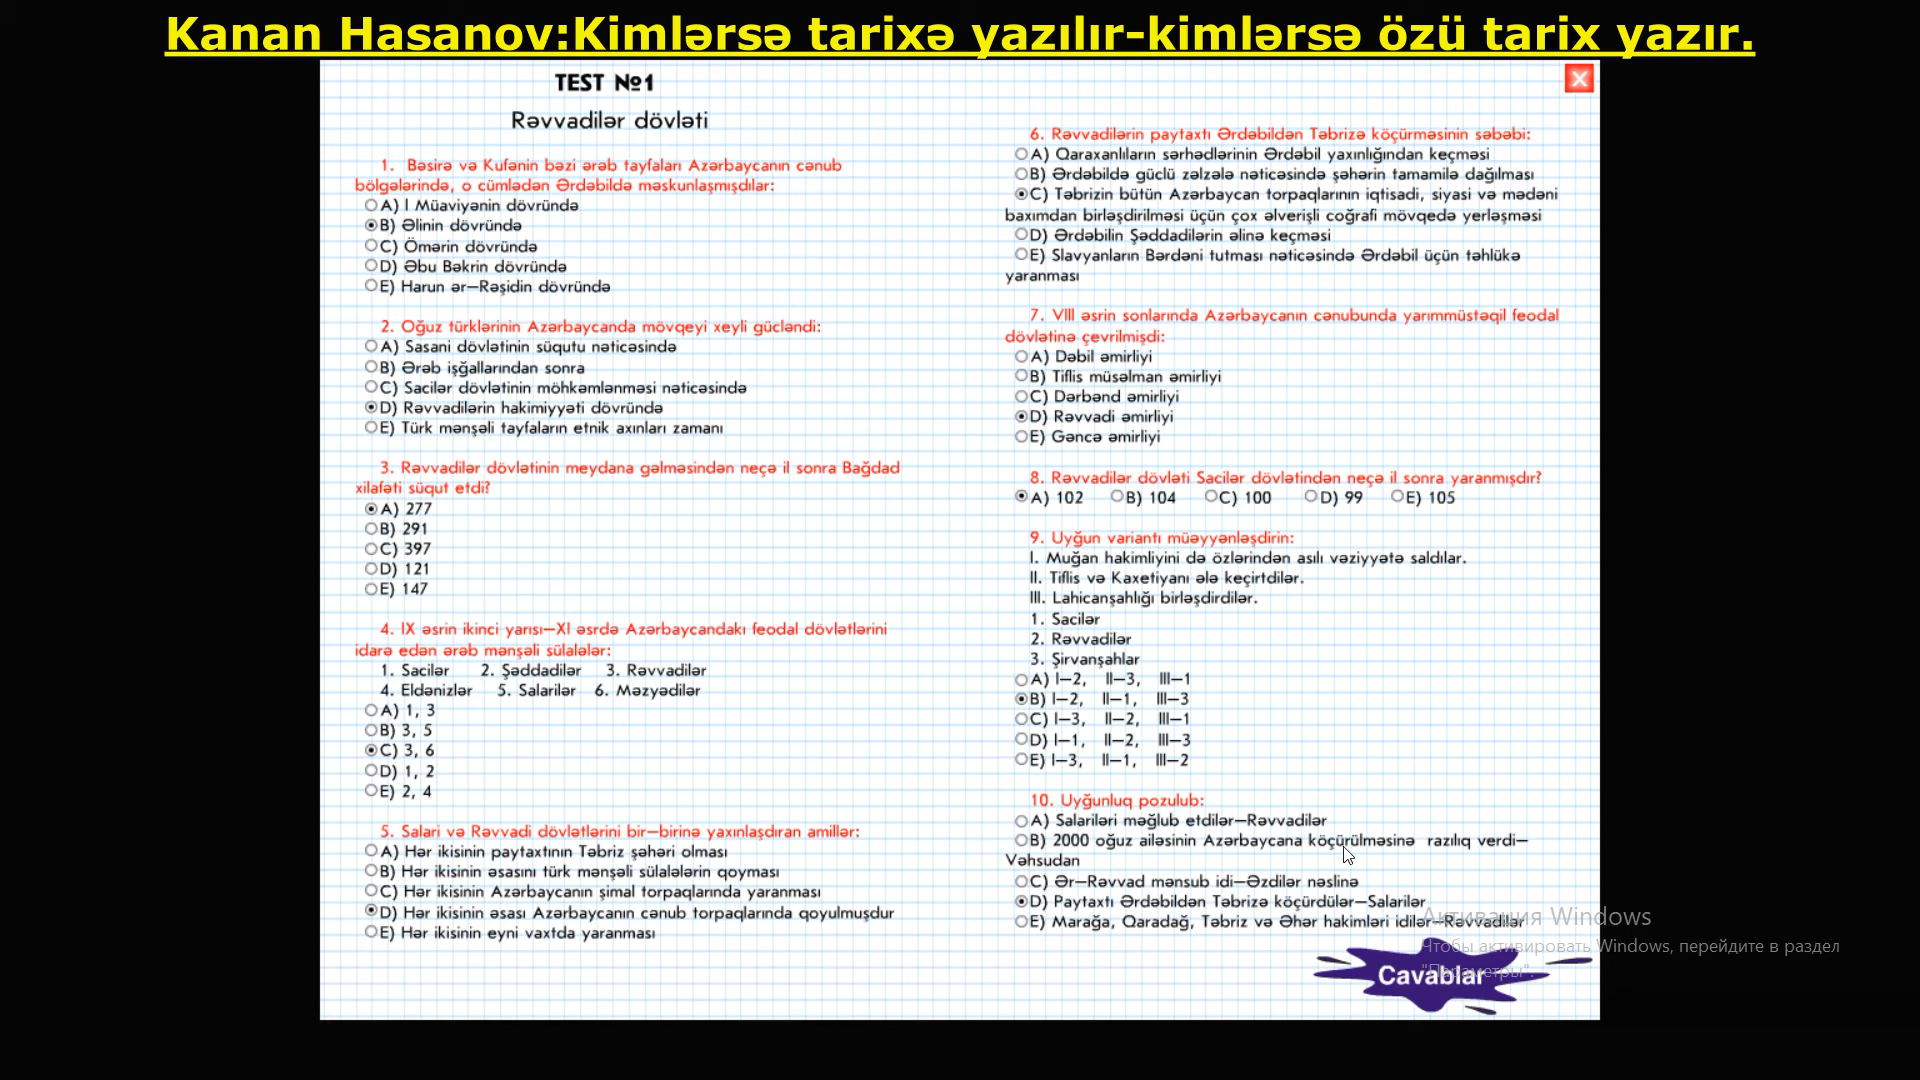 Kanan Hasanov:Kimlərsə tarixə yazılır-kimlərsə özü tarix yazır.
TEST №1
Rəvvadilər dövləti
1. Bəsirə və Kufənin bəzi ərəb tayfaları Azərbaycanın cənub
bölgələrində, o cümlədən Ərdəbildə məskunlaşmışdılar:
A) I Müaviyənin dövründə
B) Əlinin dövründə
C) Ömərin dövründə
D) Əbu Bəkrin dövründə
E) Harun ər–Rəşidin dövründə
2. Oğuz türklərinin Azərbaycanda mövqeyi xeyli gücləndi:
A) Sasani dövlətinin süqutu nəticəsində
B) Ərəb işğallarından sonra
C) Sacilər dövlətinin möhkəmlənməsi nəticəsində
D) Rəvvadilərin hakimiyyəti dövründə
E) Türk mənşəli tayfaların etnik axınları zamanı
3. Rəvvadilər dövlətinin meydana gəlməsindən neçə il sonra Bağdad
xilafəti süqut etdi?
A) 277
B) 291
C) 397
D) 121
E) 147
4. IX əsrin ikinci yarısı–XI əsrdə Azərbaycandakı feodal dövlətlərini
idarə edən ərəb mənşəli sülalələr:
1. Sacilər 2. Şəddadilər 3. Rəvvadilər
4. Eldənizlər 5. Salarilər 6. Məzyədilər
A) 1, 3
B) 3, 5
C) 3, 6
D) 1, 2
E) 2, 4
5. Salari və Rəvvadi dövlətlərini bir–birinə yaxınlaşdıran amillər:
A) Hər ikisinin paytaxtının Təbriz şəhəri olması
B) Hər ikisinin əsasını türk mənşəli sülalələrin qoyması
C) Hər ikisinin Azərbaycanın şimal torpaqlarında yaranması
D) Hər ikisinin əsası Azərbaycanın cənub torpaqlarında qoyulmuşdur
E) Hər ikisinin eyni vaxtda yaranması
6. Rəvvadilərin paytaxtı Ərdəbildən Təbrizə köçürməsinin səbəbi:
A) Qaraxanlıların sərhədlərinin Ərdəbil yaxınlığından keçməsi
B) Ərdəbildə güclü zəlzələ nəticəsində şəhərin tamamilə dağılması
C) Təbrizin bütün Azərbaycan torpaqlarının iqtisadi, siyasi və mədəni
baxımdan birləşdirilməsi üçün çox əlverişli coğrafi mövqedə yerləşməsi
D) Ərdəbilin Şəddadilərin əlinə keçməsi
E) Slavyanların Bərdəni tutması nəticəsində Ərdəbil üçün təhlükə
yaranması
7. VIII əsrin sonlarında Azərbaycanın cənubunda yarımmüstəqil feodal
dövlətinə çevrilmişdi:
A) Dəbil əmirliyi
B) Tiflis müsəlman əmirliyi
C) Dərbənd əmirliyi
D) Rəvvadi əmirliyi
E) Gəncə əmirliyi
8. Rəvvadilər dövləti Sacilər dövlətindən neçə il sonra yaranmışdır?
A) 102 B) 104 C) 100 D) 99 E) 105
9. Uyğun variantı müəyyənləşdirin:
I. Muğan hakimliyini də özlərindən asılı vəziyyətə saldılar.
II. Tiflis və Kaxetiyanı ələ keçirtdilər.
III. Lahicanşahlığı birləşdirdilər.
1. Sacilər
2. Rəvvadilər
3. Şirvanşahlar
A) I–2, II–3, III–1
B) I–2, II–1, III–3
C) I–3, II–2, III–1
D) I–1, II–2, III–3
E) I–3, II–1, III–2
10. Uyğunluq pozulub:
A) Salariləri məğlub etdilər–Rəvvadilər
B) 2000 oğuz ailəsinin Azərbaycana köçürülməsinə razılıq verdi–
Vəhsudan
C) Ər–Rəvvad mənsub idi–Əzdilər nəslinə
D) Paytaxtı Ərdəbildən Təbrizə köçürdülər–Salarilər
E) Marağa, Qaradağ, Təbriz və Əhər hakimləri idilər–Rəvvadilər
Активация Windows
Чтобы активировать Windows, перейдите в раздел
"Параметры".
Cavablar